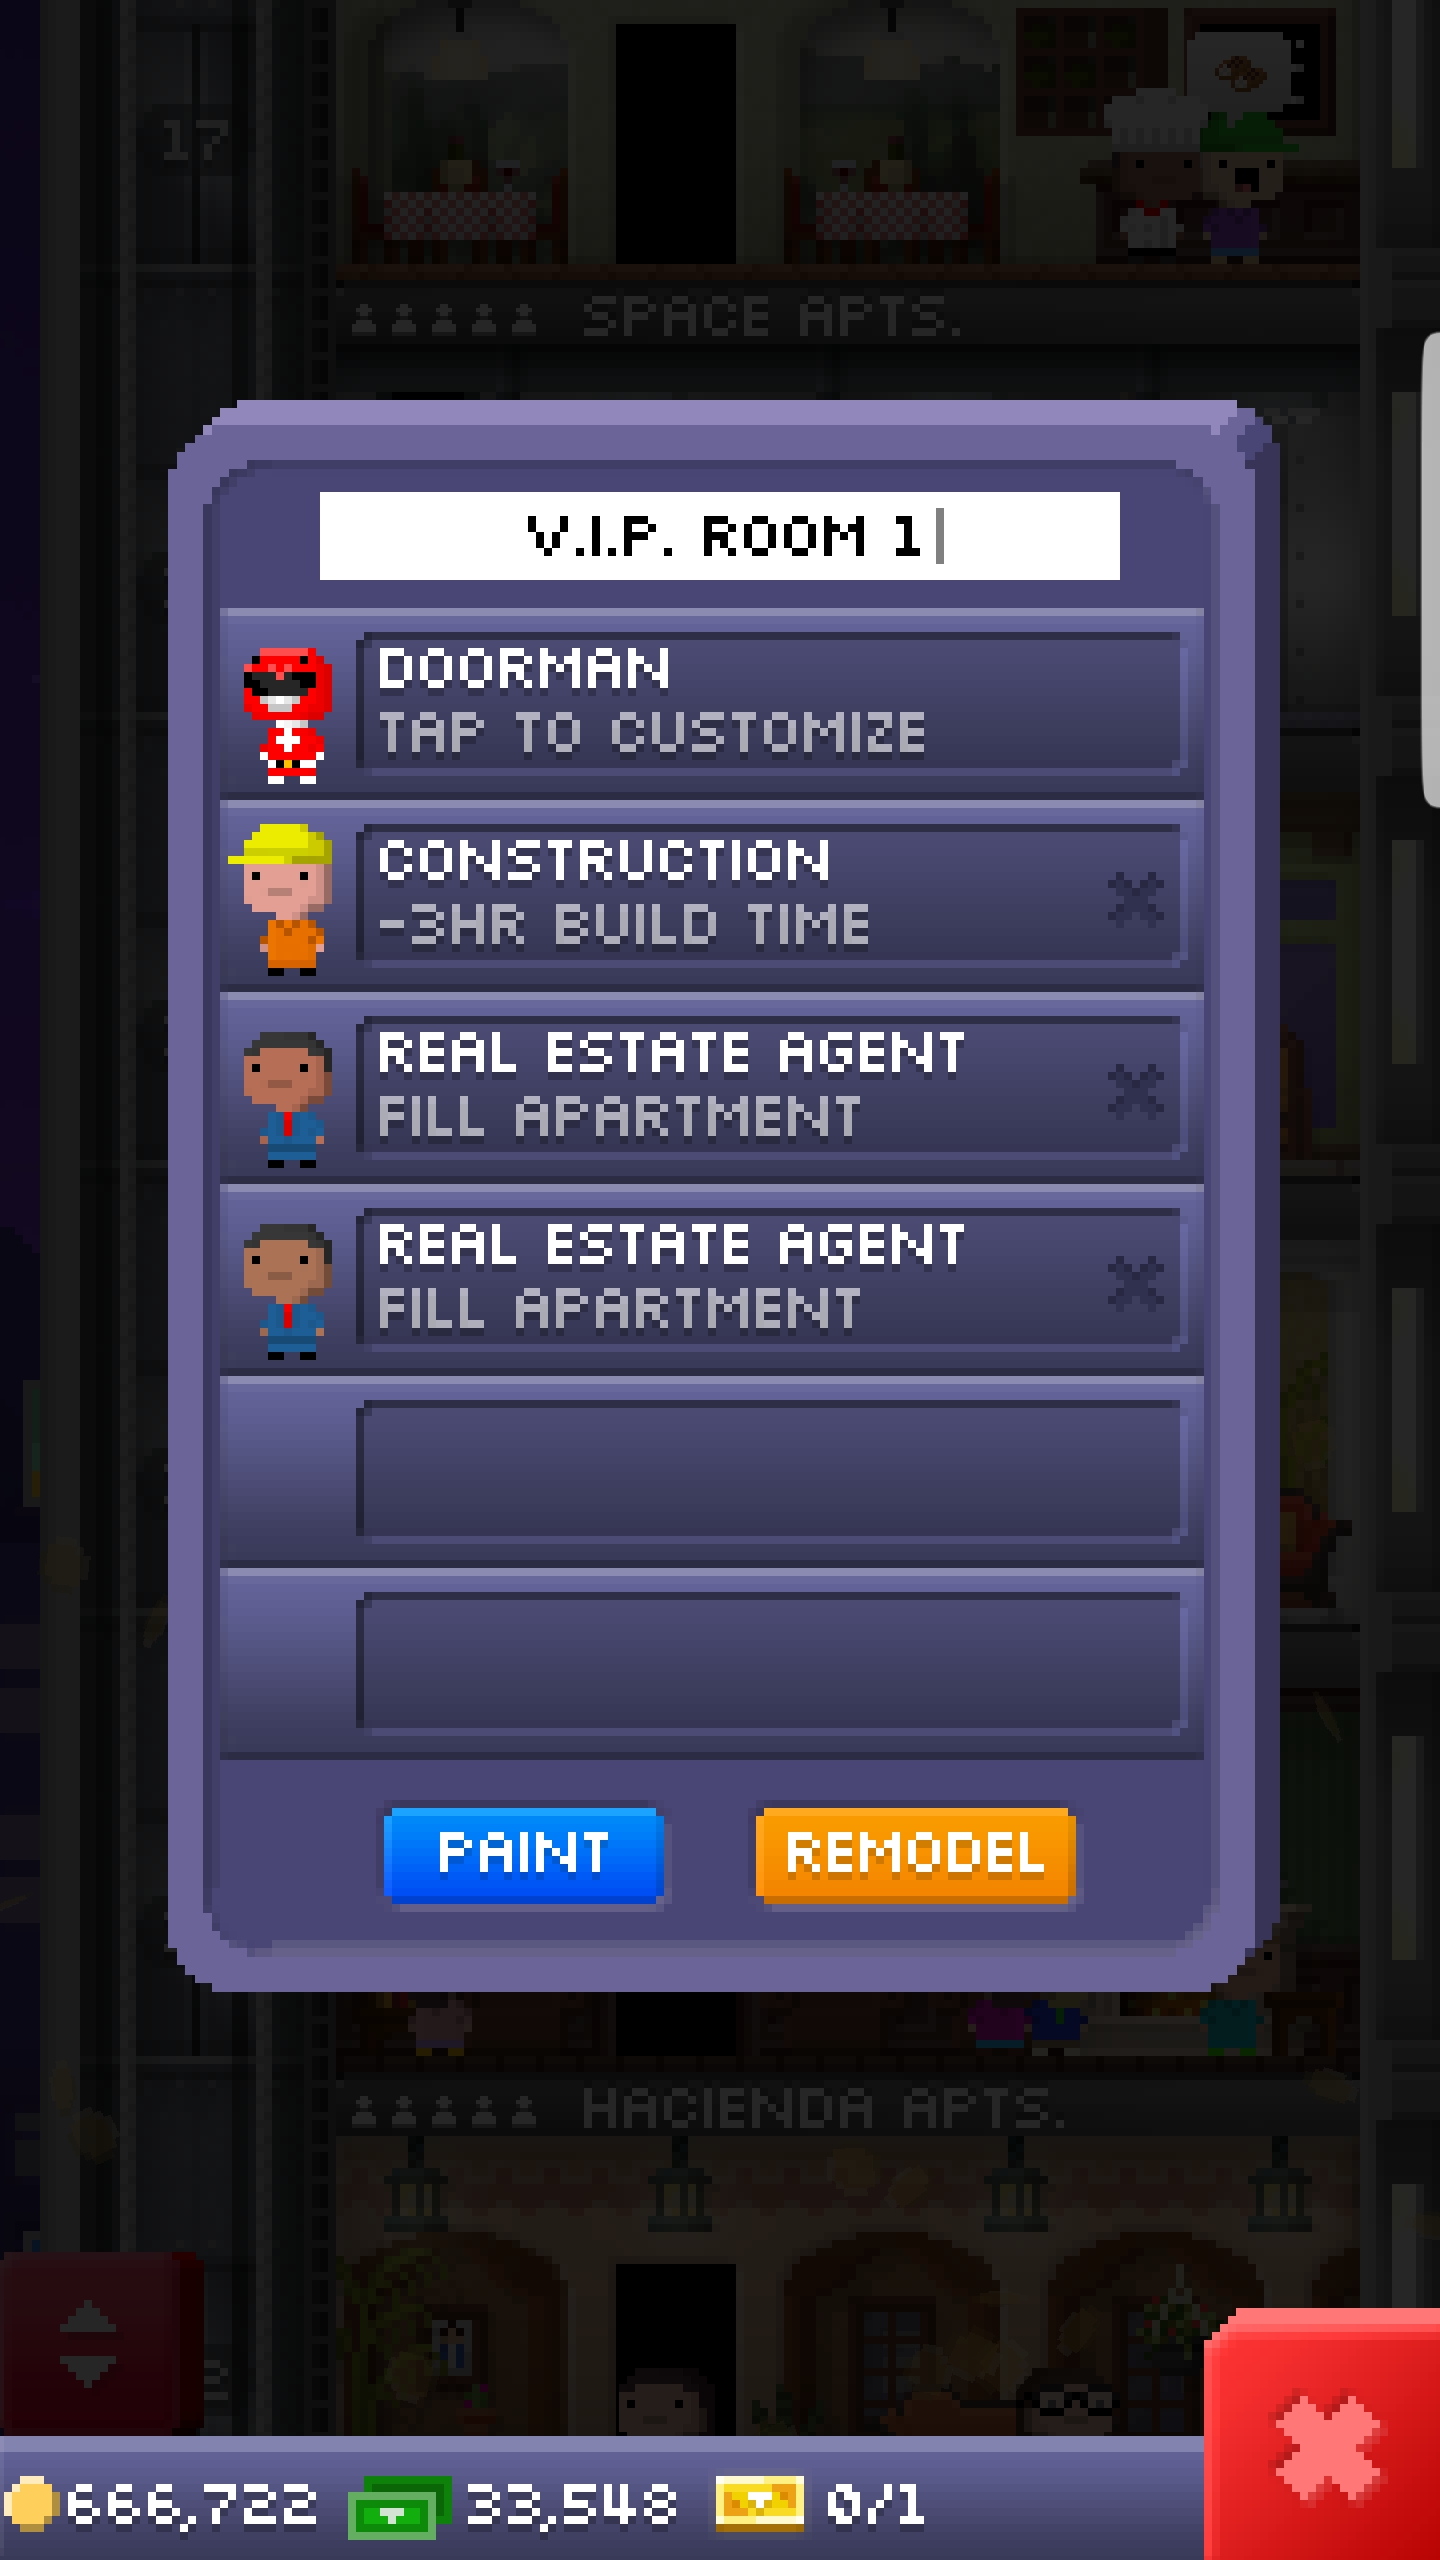 17
SPACE APTS.
V.I.P. ROOM 1
DOORMAN
TAP TO CUSTOMIZE
CONSTRUCTION
-3HR BUILD TIME
REAL ESTATE AGENT
FILL APARTMENT
REAL ESTATE AGENT
FILL APARTMENT
PAINT
REMODEL
HACIENDA APTS.
666,722
33,548
0/1